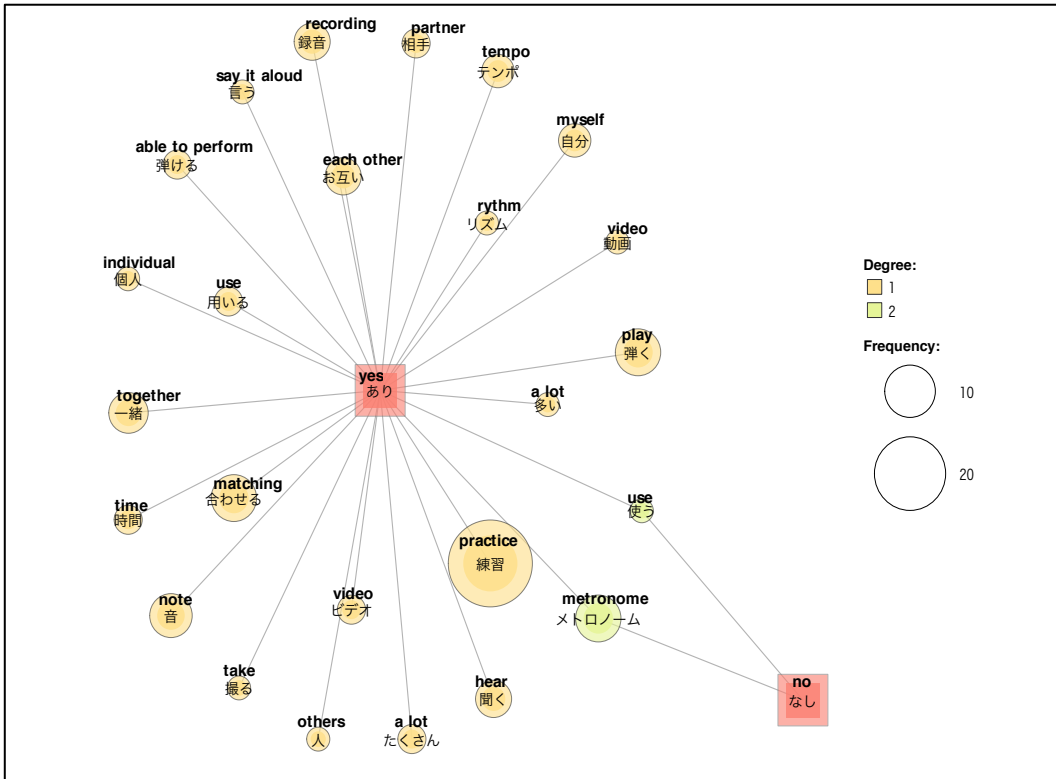 recording
録音
partner
相手
tempo
テンポ
say it aloud
言う
myself
自分
able to perform
弾ける
each other
お互い
rythm
リズム
video
動画
individual
個人
use
用いる
Degree:
1
2
play
弾く
Frequency:
10
20
yes
あり
together
一緒
a lot
多い
matching
合わせる
time
時間
use
使う
practice
練習
note
音
video
ビデオ
metronome
メトロノーム
take
撮る
hear
聞く
no
なし
others
人
a lot
たくさん